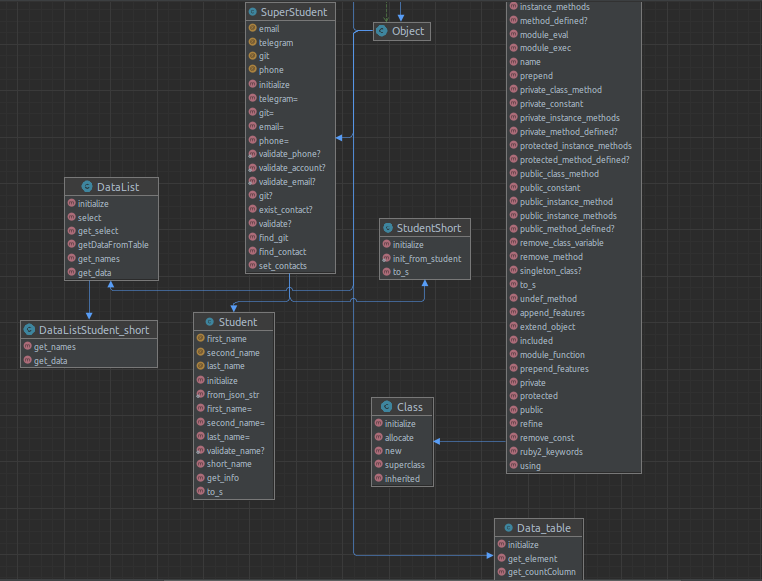 SuperStudent
email
telegram
git
phone
initialize
telegram=
git=
email=
phone=
validate_phone?
validate_account?
validate_email?
git?
exist_contact?
validate?
find_git
find_contact
set_contacts
Object
instance_methods
method_defined?
module_eval
module_exec
name
prepend
private_class_method
private_constant
private_instance_methods
private_method_defined?
protected_instance_methods
protected_method_defined?
public_class_method
public_constant
public_instance_method
public_instance_methods
public_method_defined?
remove_class_variable
remove_method
singleton_class?
to_s
undef_method
append_features
extend_object
included
module_function
prepend_features
private
protected
public
refine
remove_const
ruby2_keywords
using
DataList
initialize
select
get_select
getDataFromTable
get_names
get_data
StudentShort
initialize
init_from_student
to_s
DataListStudent_short
get_names
get_data
Student
first_name
second_name
last_name
initialize
from_json_str
first_name=
second_name=
last_name=
validate_name?
short_name
get_info
to_s
Class
initialize
allocate
new
superclass
inherited
Data_table
initialize
get_element
get_countColumn